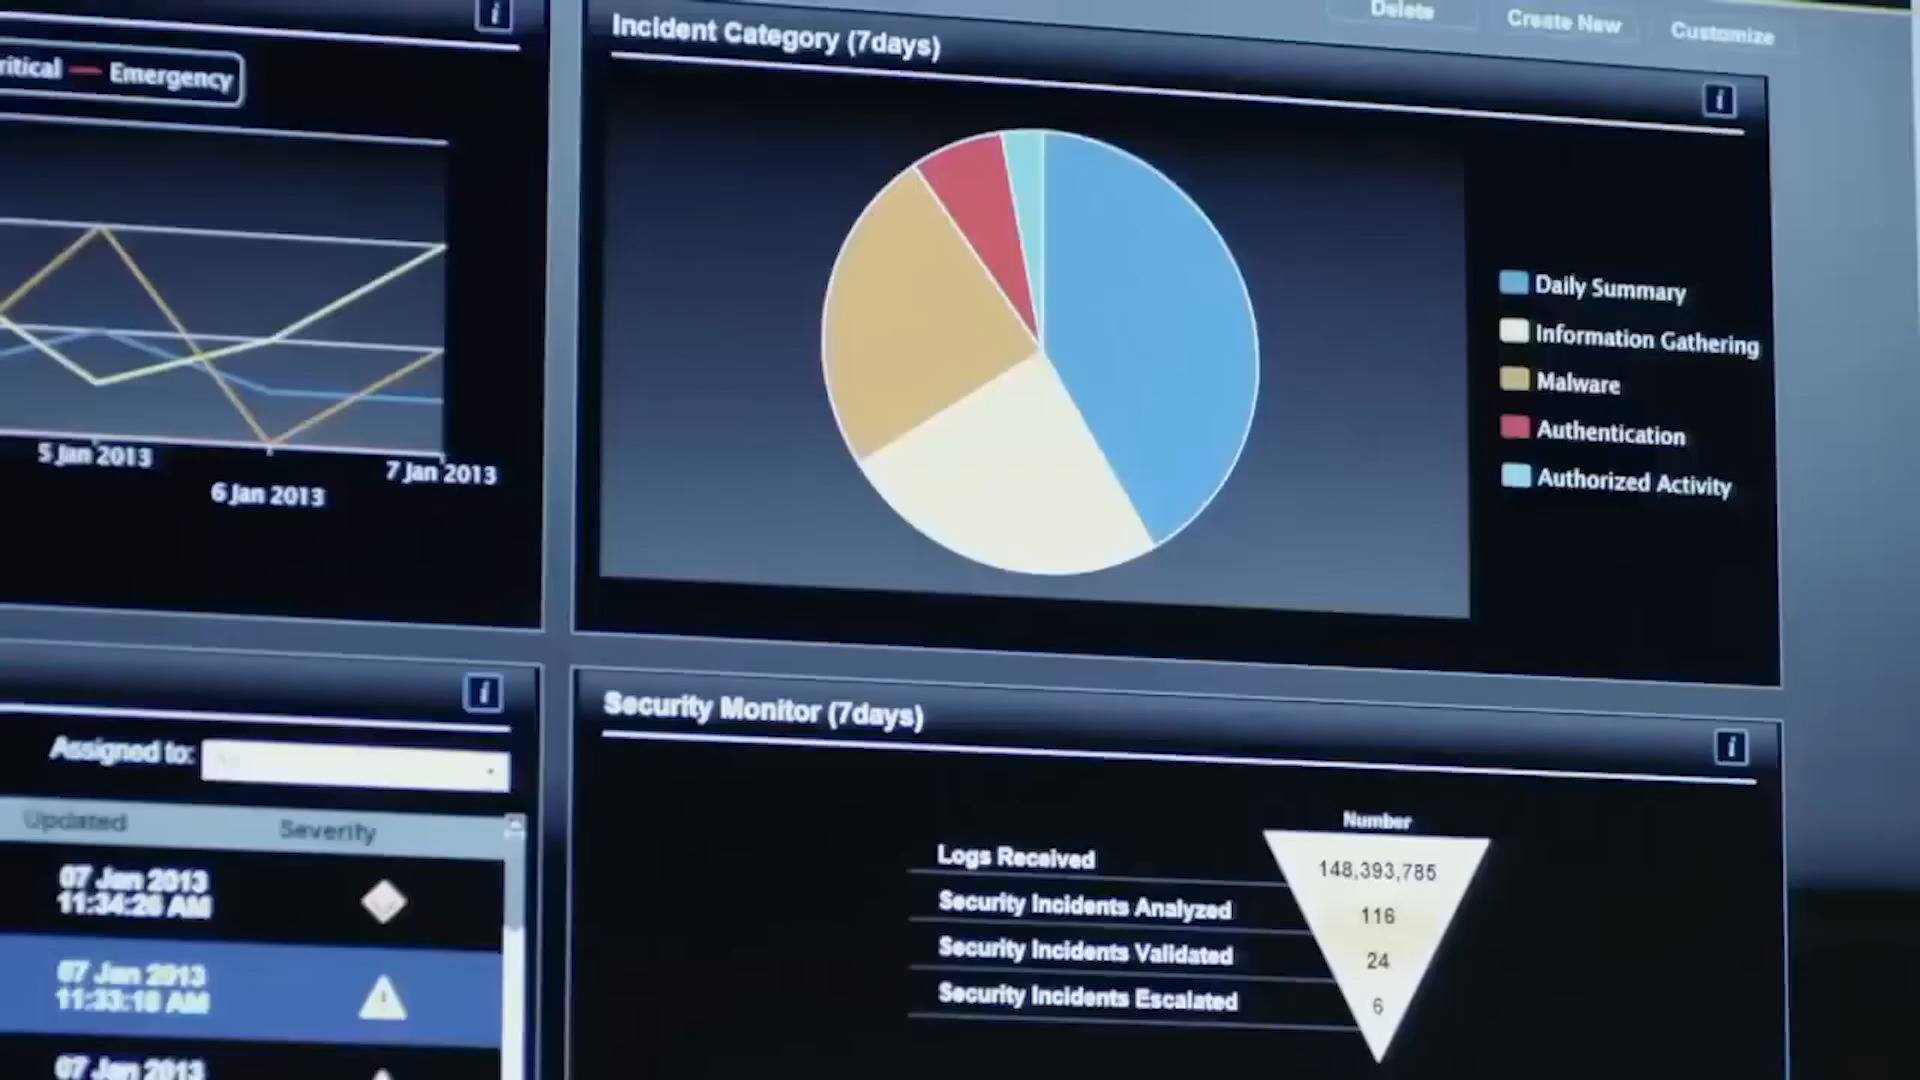 Delete
Create New
Customize
Incident Category (7days)
i
i
ritical
Emergency
Daily Summary
Information Gathering
Malware
Authentication
Authorized Activity
5 Jan 2013
6 Jan 2013
7 Jan 2013
i
Assigned to:
Updated
Severity
07 Jan 2013
11:34:26 AM
07 Jan 2013
11:33:18 AM
07 Jan 2013
Security Monitor (7days)
i
Number
Logs Received
148,393,785
Security Incidents Analyzed
116
Security Incidents Validated
24
Security Incidents Escalated
6